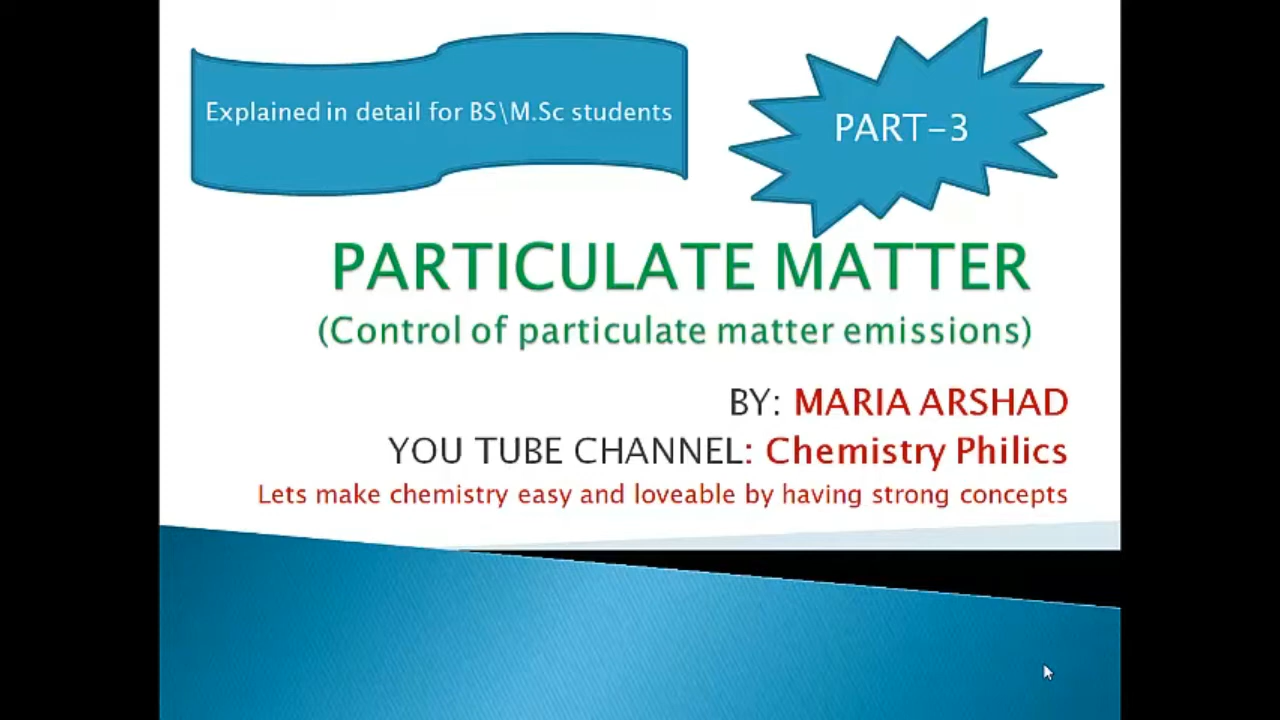 Explained in detail for BS\M.Sc students
PART-3
PARTICULATE MATTER
(Control of particulate matter emissions)
BY: MARIA ARSHAD
YOU TUBE CHANNEL: Chemistry Philics
Lets make chemistry easy and loveable by having strong concepts